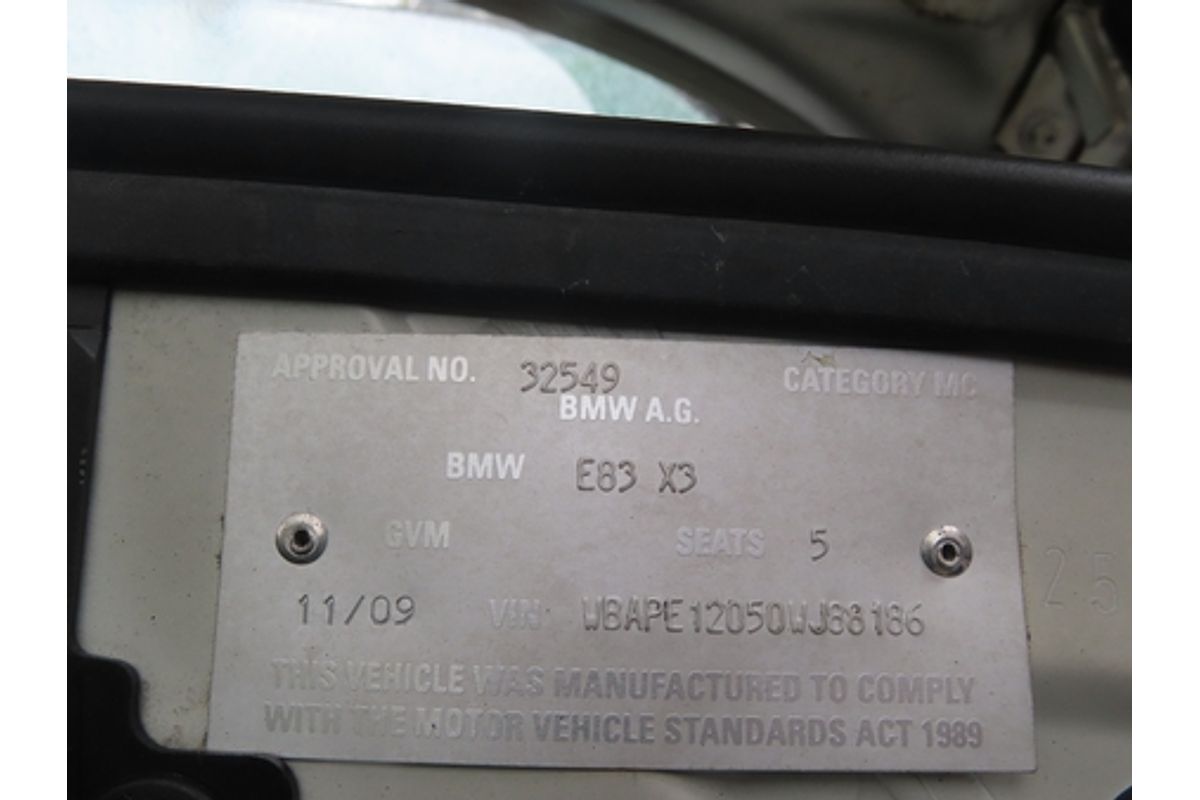 APPROVAL NO. 32549 CATEGORY MC
BMW A.G.
BMW E83 X3
GVM SEATS 5
25
11/09 VIN WBAPE12050WJ88186
THIS VEHICLE WAS MANUFACTURED TO COMPLY
WITH THE MOTOR VEHICLE STANDARDS ACT 1989